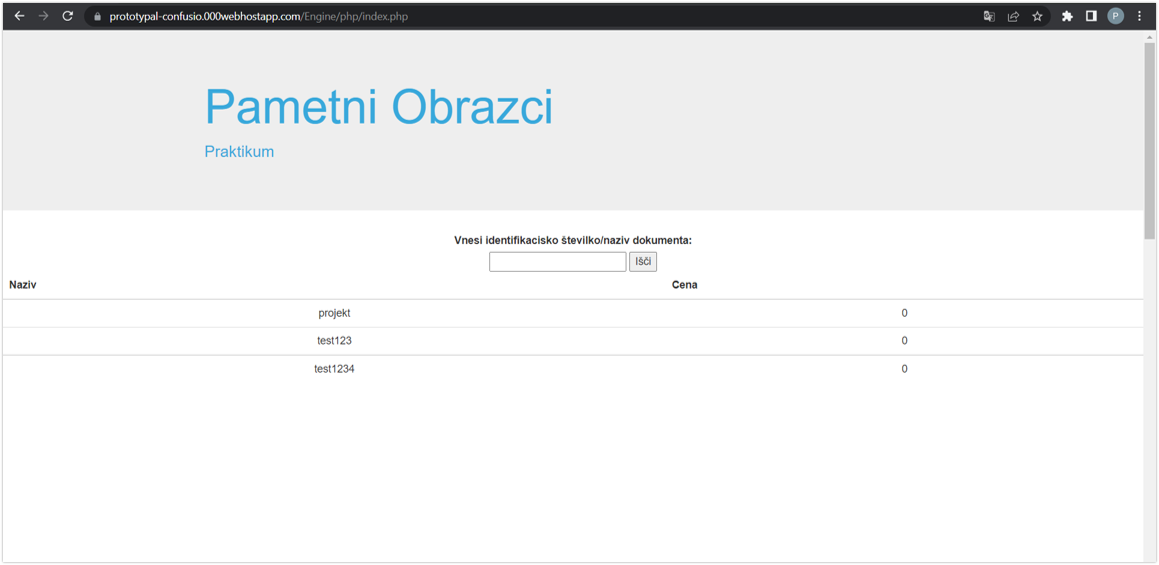 prototypal-confusio.000webhostapp.com/Engine/php/index.php
P
Pametni Obrazci
Praktikum
Vnesi identifikacisko številko/naziv dokumenta:
Išči
Naziv Cena
projekt 0
test123 0
test1234 0